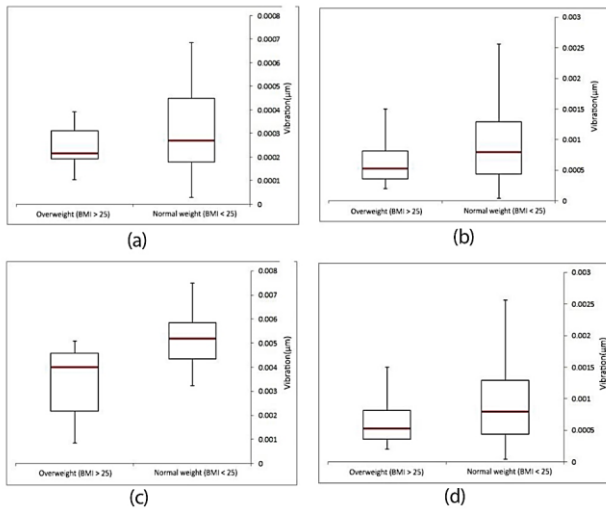 0.0008
0.0007
0.0006
0.0005
0.0004
0.0003
0.0002
0.0001
0
Vibration(µm)
Overweight (BMI > 25) Normal weight (BMI < 25)
(a)
0.003
0.0025
0.002
0.0015
0.001
0.0005
0
Vibration(µm)
Overweight (BMI > 25) Normal weight (BMI < 25)
(b)
0.008
0.007
0.006
0.005
0.004
0.003
0.002
0.001
0
Vibration(µm)
Overweight (BMI > 25) Normal weight (BMI < 25)
(c)
0.003
0.0025
0.002
0.0015
0.001
0.0005
0
Vibration(µm)
Overweight (BMI > 25) Normal weight (BMI < 25)
(d)